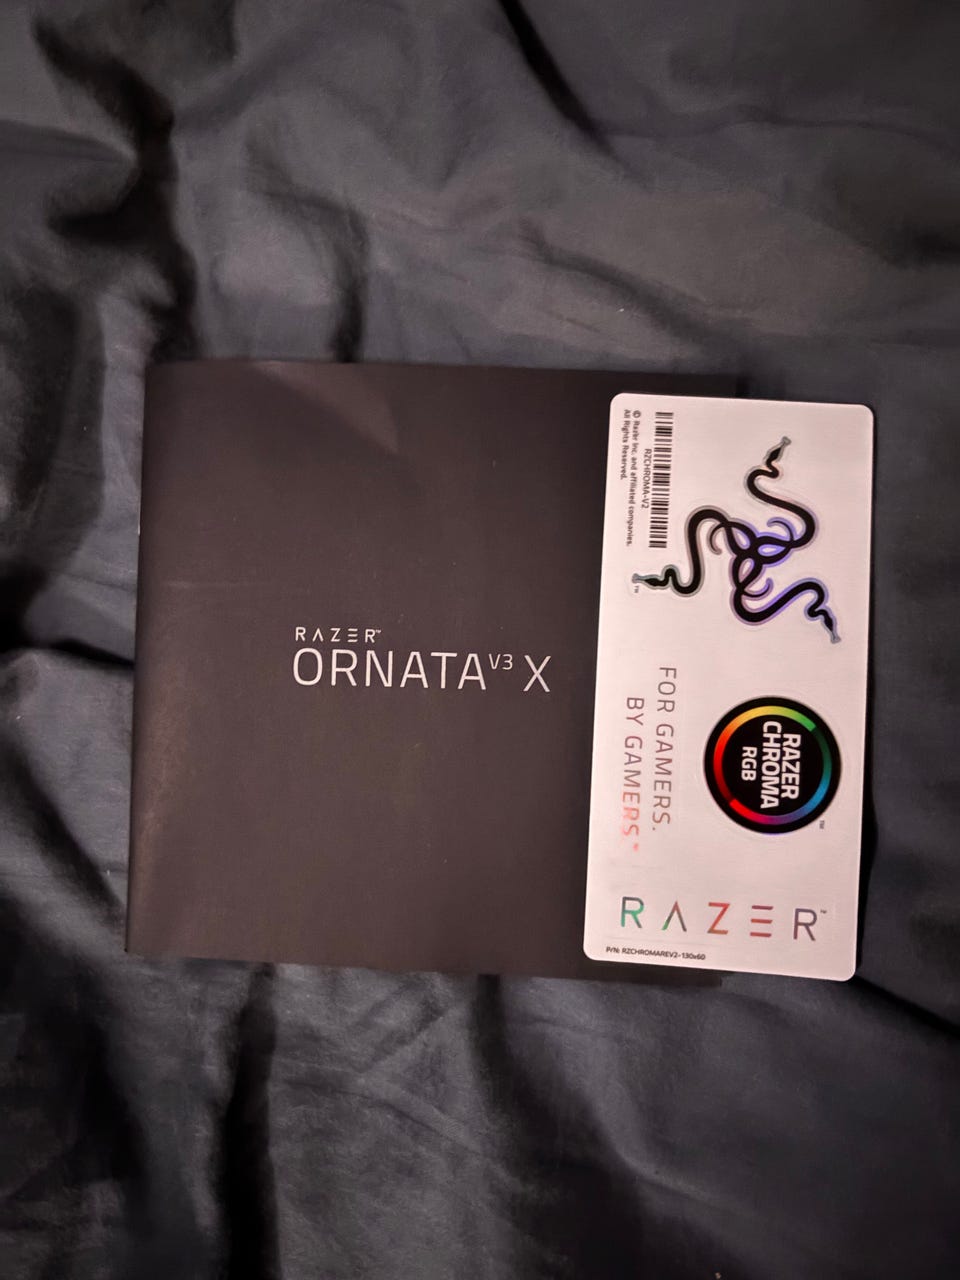 RAZER™
ORNATA V3 X
RZCHROMA-V2
© Razer Inc. and affiliated companies.
All Rights Reserved.
™
FOR GAMERS.
BY GAMERS.™
RAZER
CHROMA
RGB
™
RAZER™
P/N: RZCHROMAREV2-130x60